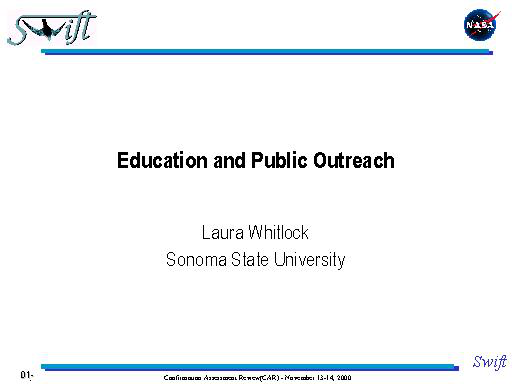 Swift
NASA
Education and Public Outreach
Laura Whitlock
Sonoma State University
Swift
01-
Confirmation Assessment Review(CAR) - November 13-14, 2000